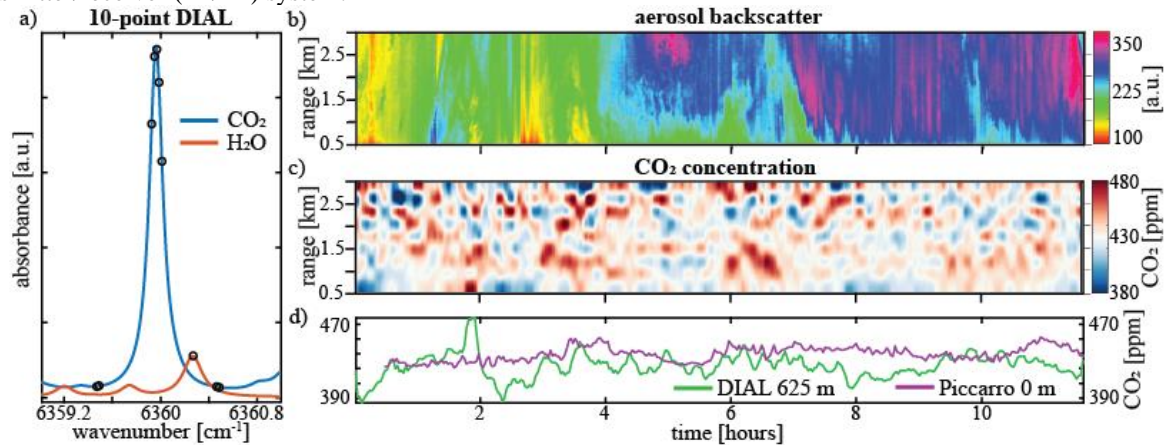 a) 10-point DIAL
absorbance [a.u.]
CO₂
H₂O
6359.2 6360 6360.8
wavenumber [cm⁻¹]
b) aerosol backscatter
range [km]
2.5
1.5
0.5
350
225
100
[a.u.]
c) CO₂ concentration
range [km]
2.5
1.5
0.5
480
430
380
CO₂ [ppm]
d)
470
390
DIAL 625 m Piccarro 0 m
470
390
CO₂ [ppm]
2 4 6 8 10
time [hours]